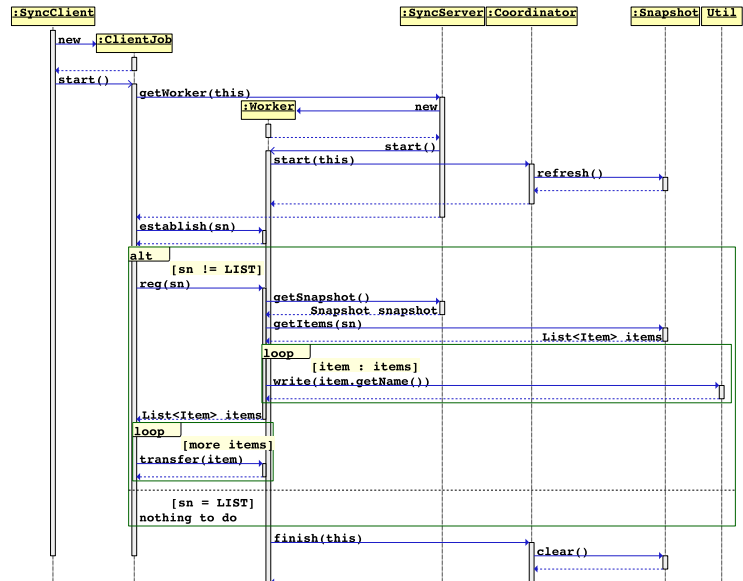 :SyncClient :SyncServer :Coordinator :Snapshot Util
new :ClientJob
start()
getWorker(this)
:Worker new
start()
start(this)
refresh()
establish(sn)
alt
[sn != LIST]
reg(sn)
getSnapshot()
Snapshot snapshot
getItems(sn)
List<Item> items
loop
[item : items]
write(item.getName())
List<Item> items
loop
[more items]
transfer(item)
[sn = LIST]
nothing to do
finish(this)
clear()